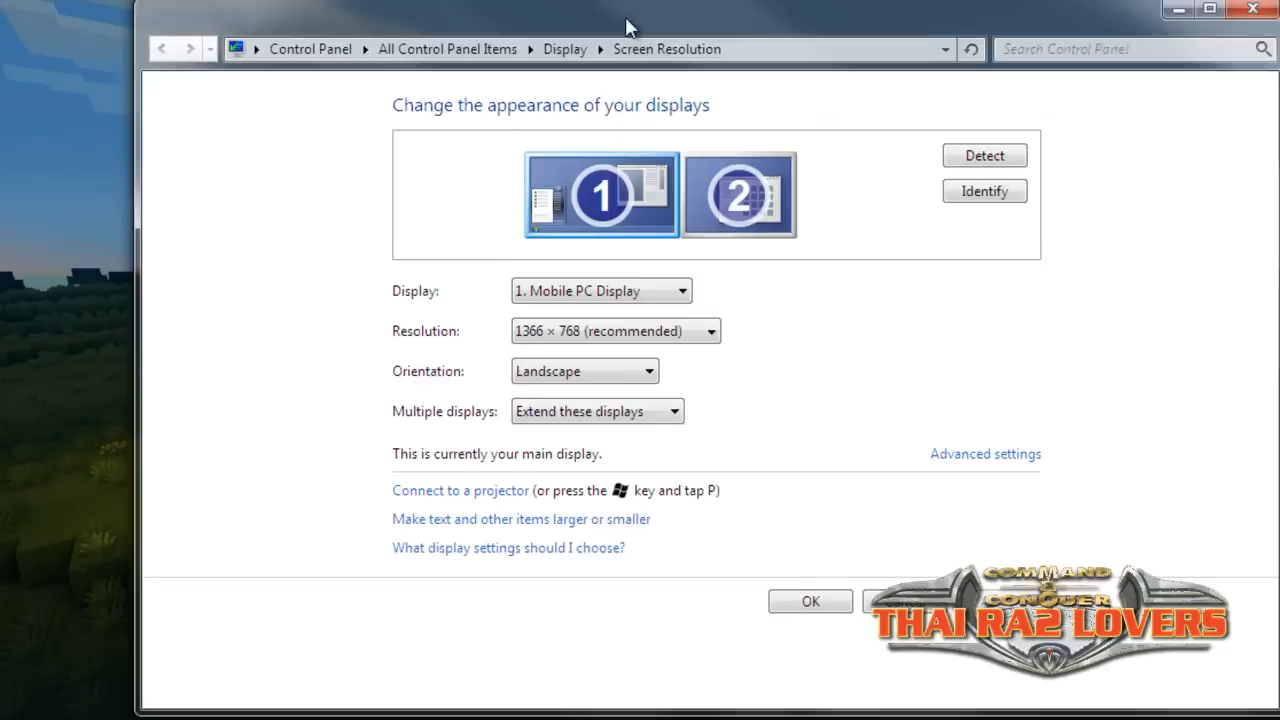 Control Panel
All Control Panel Items
Display
Screen Resolution
Search Control Panel
Change the appearance of your displays
1
2
Detect
Identify
Display:
1. Mobile PC Display
Resolution:
1366 × 768 (recommended)
Orientation:
Landscape
Multiple displays:
Extend these displays
This is currently your main display.
Advanced settings
Connect to a projector (or press the key and tap P)
Make text and other items larger or smaller
What display settings should I choose?
OK
COMMAND
&
CONQUER
THAI RA2 LOVERS